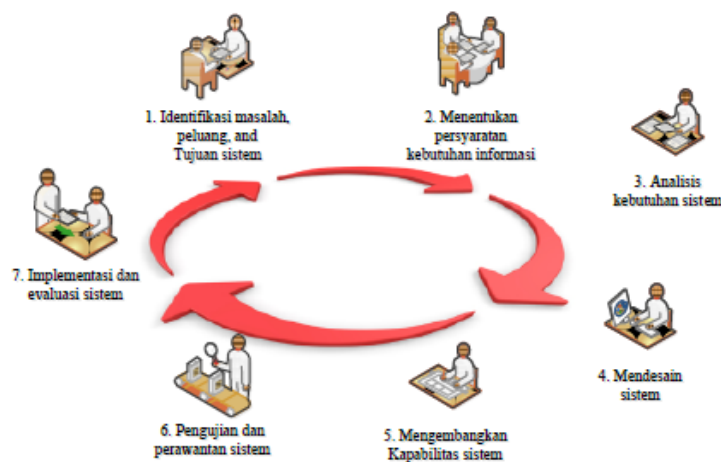 1. Identifikasi masalah,
peluang, and
Tujuan sistem
2. Menentukan
persyaratan
kebutuhan informasi
3. Analisis
kebutuhan sistem
4. Mendesain
sistem
5. Mengembangkan
Kapabilitas sistem
6. Pengujian dan
perawantan sistem
7. Implementasi dan
evaluasi sistem